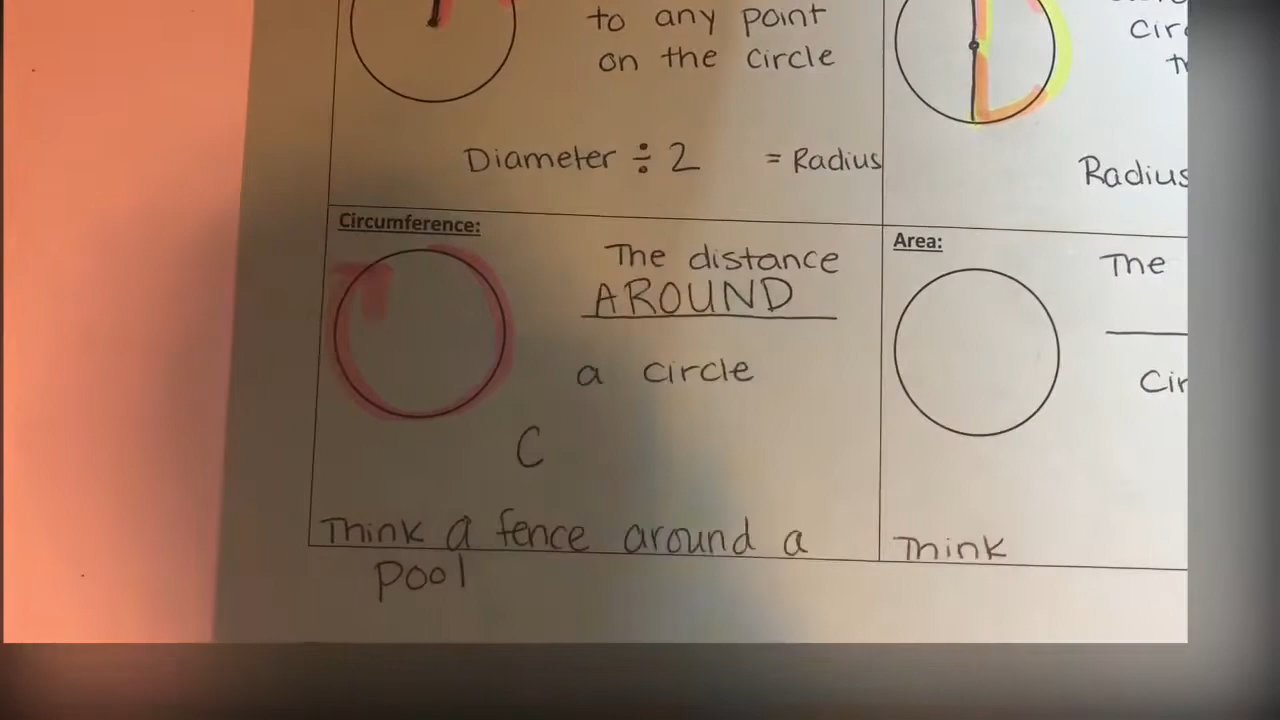 to any point
on the circle
Diameter ÷ 2 = Radius
Radius
Circumference:
The distance
AROUND
a circle
C
Think a fence around a
pool
Area:
The
Think